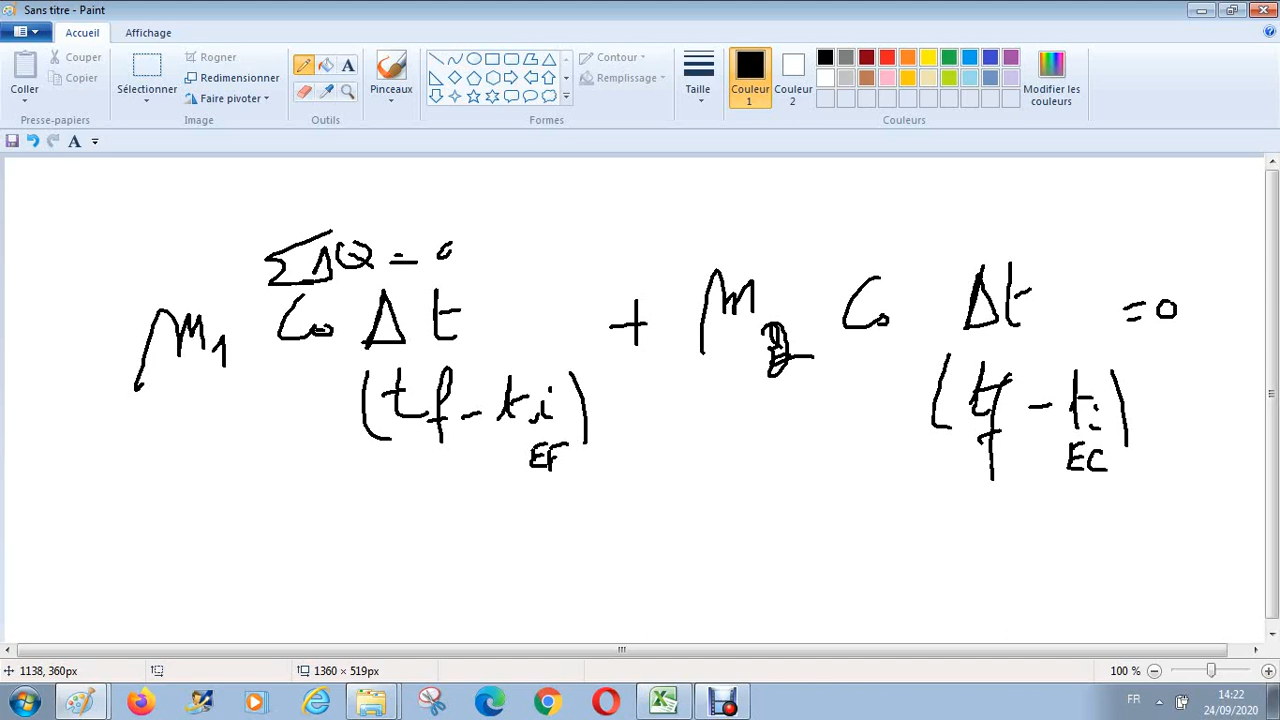 Sans titre - Paint
Accueil Affichage
Coller
Couper
Copier
Presse-papiers
Sélectionner
Rogner
Redimensionner
Faire pivoter
Image
Outils
Pinceaux
Contour
Remplissage
Formes
Taille
Couleur 1
Couleur 2
Modifier les couleurs
Couleurs
ΣΔQ = 0
m1 Co Δt + m2 Co Δt = 0
(tf - ti) (tf - ti)
EF EC
1138, 360px 1360 × 519px 100 %
FR 14:22
24/09/2020